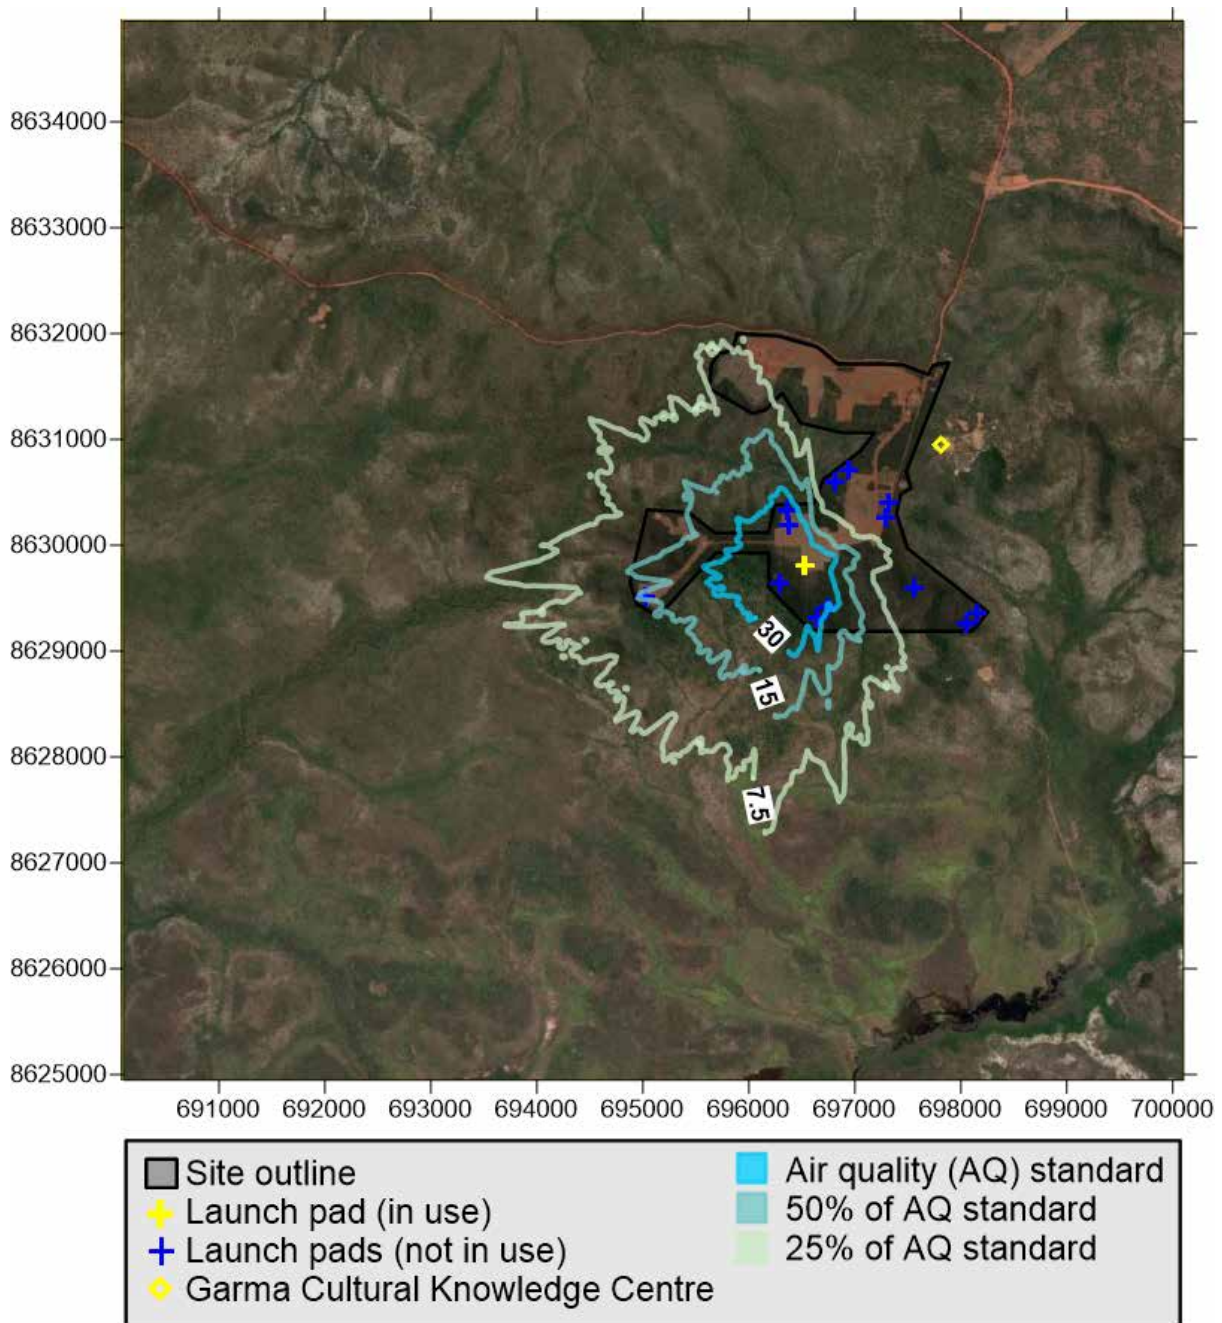 8634000
8633000
8632000
8631000
8630000
8629000
8628000
8627000
8626000
8625000
30
15
7.5
691000 692000 693000 694000 695000 696000 697000 698000 699000 700000
Site outline
Launch pad (in use)
Launch pads (not in use)
Garma Cultural Knowledge Centre
Air quality (AQ) standard
50% of AQ standard
25% of AQ standard